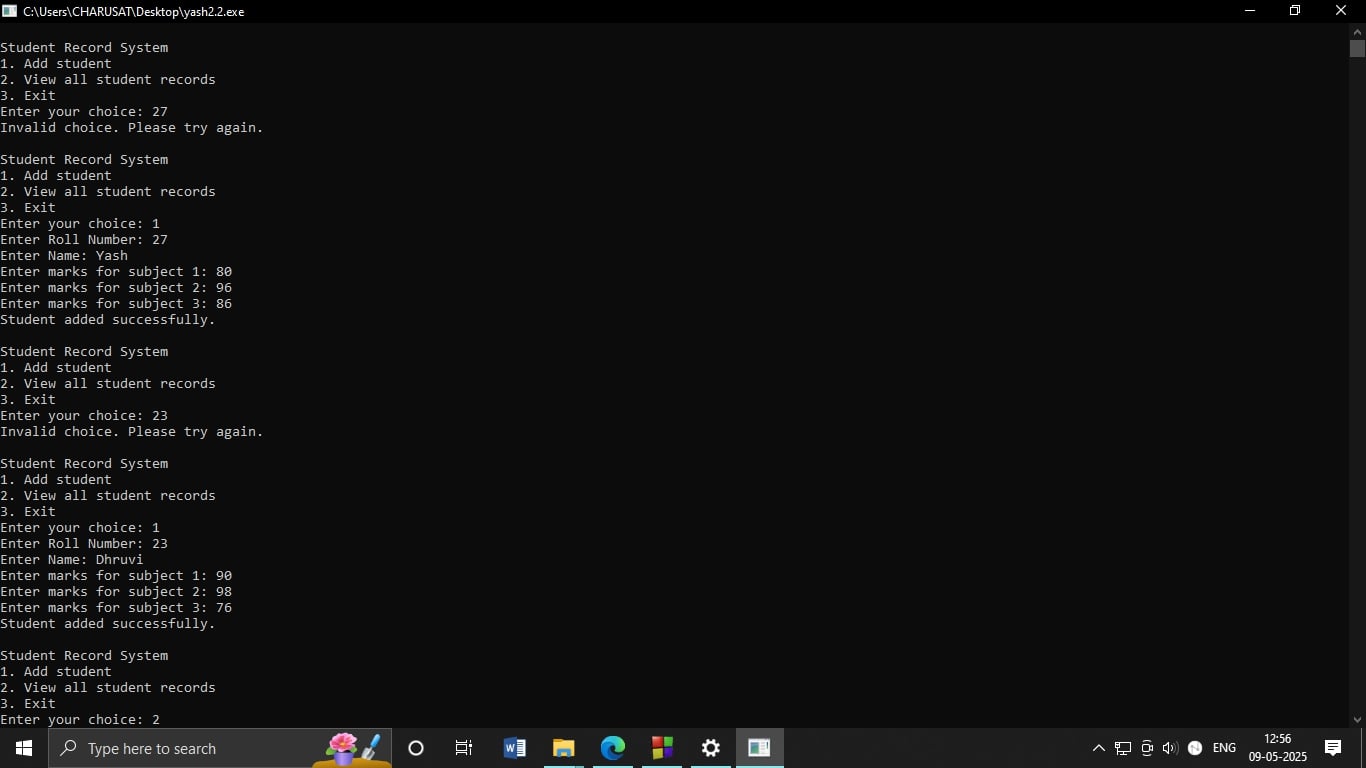 C:\Users\CHARUSAT\Desktop\yash2.2.exe
Student Record System
1. Add student
2. View all student records
3. Exit
Enter your choice: 27
Invalid choice. Please try again.
Student Record System
1. Add student
2. View all student records
3. Exit
Enter your choice: 1
Enter Roll Number: 27
Enter Name: Yash
Enter marks for subject 1: 80
Enter marks for subject 2: 96
Enter marks for subject 3: 86
Student added successfully.
Student Record System
1. Add student
2. View all student records
3. Exit
Enter your choice: 23
Invalid choice. Please try again.
Student Record System
1. Add student
2. View all student records
3. Exit
Enter your choice: 1
Enter Roll Number: 23
Enter Name: Dhruvi
Enter marks for subject 1: 90
Enter marks for subject 2: 98
Enter marks for subject 3: 76
Student added successfully.
Student Record System
1. Add student
2. View all student records
3. Exit
Enter your choice: 2
Type here to search
ENG
12:56
09-05-2025